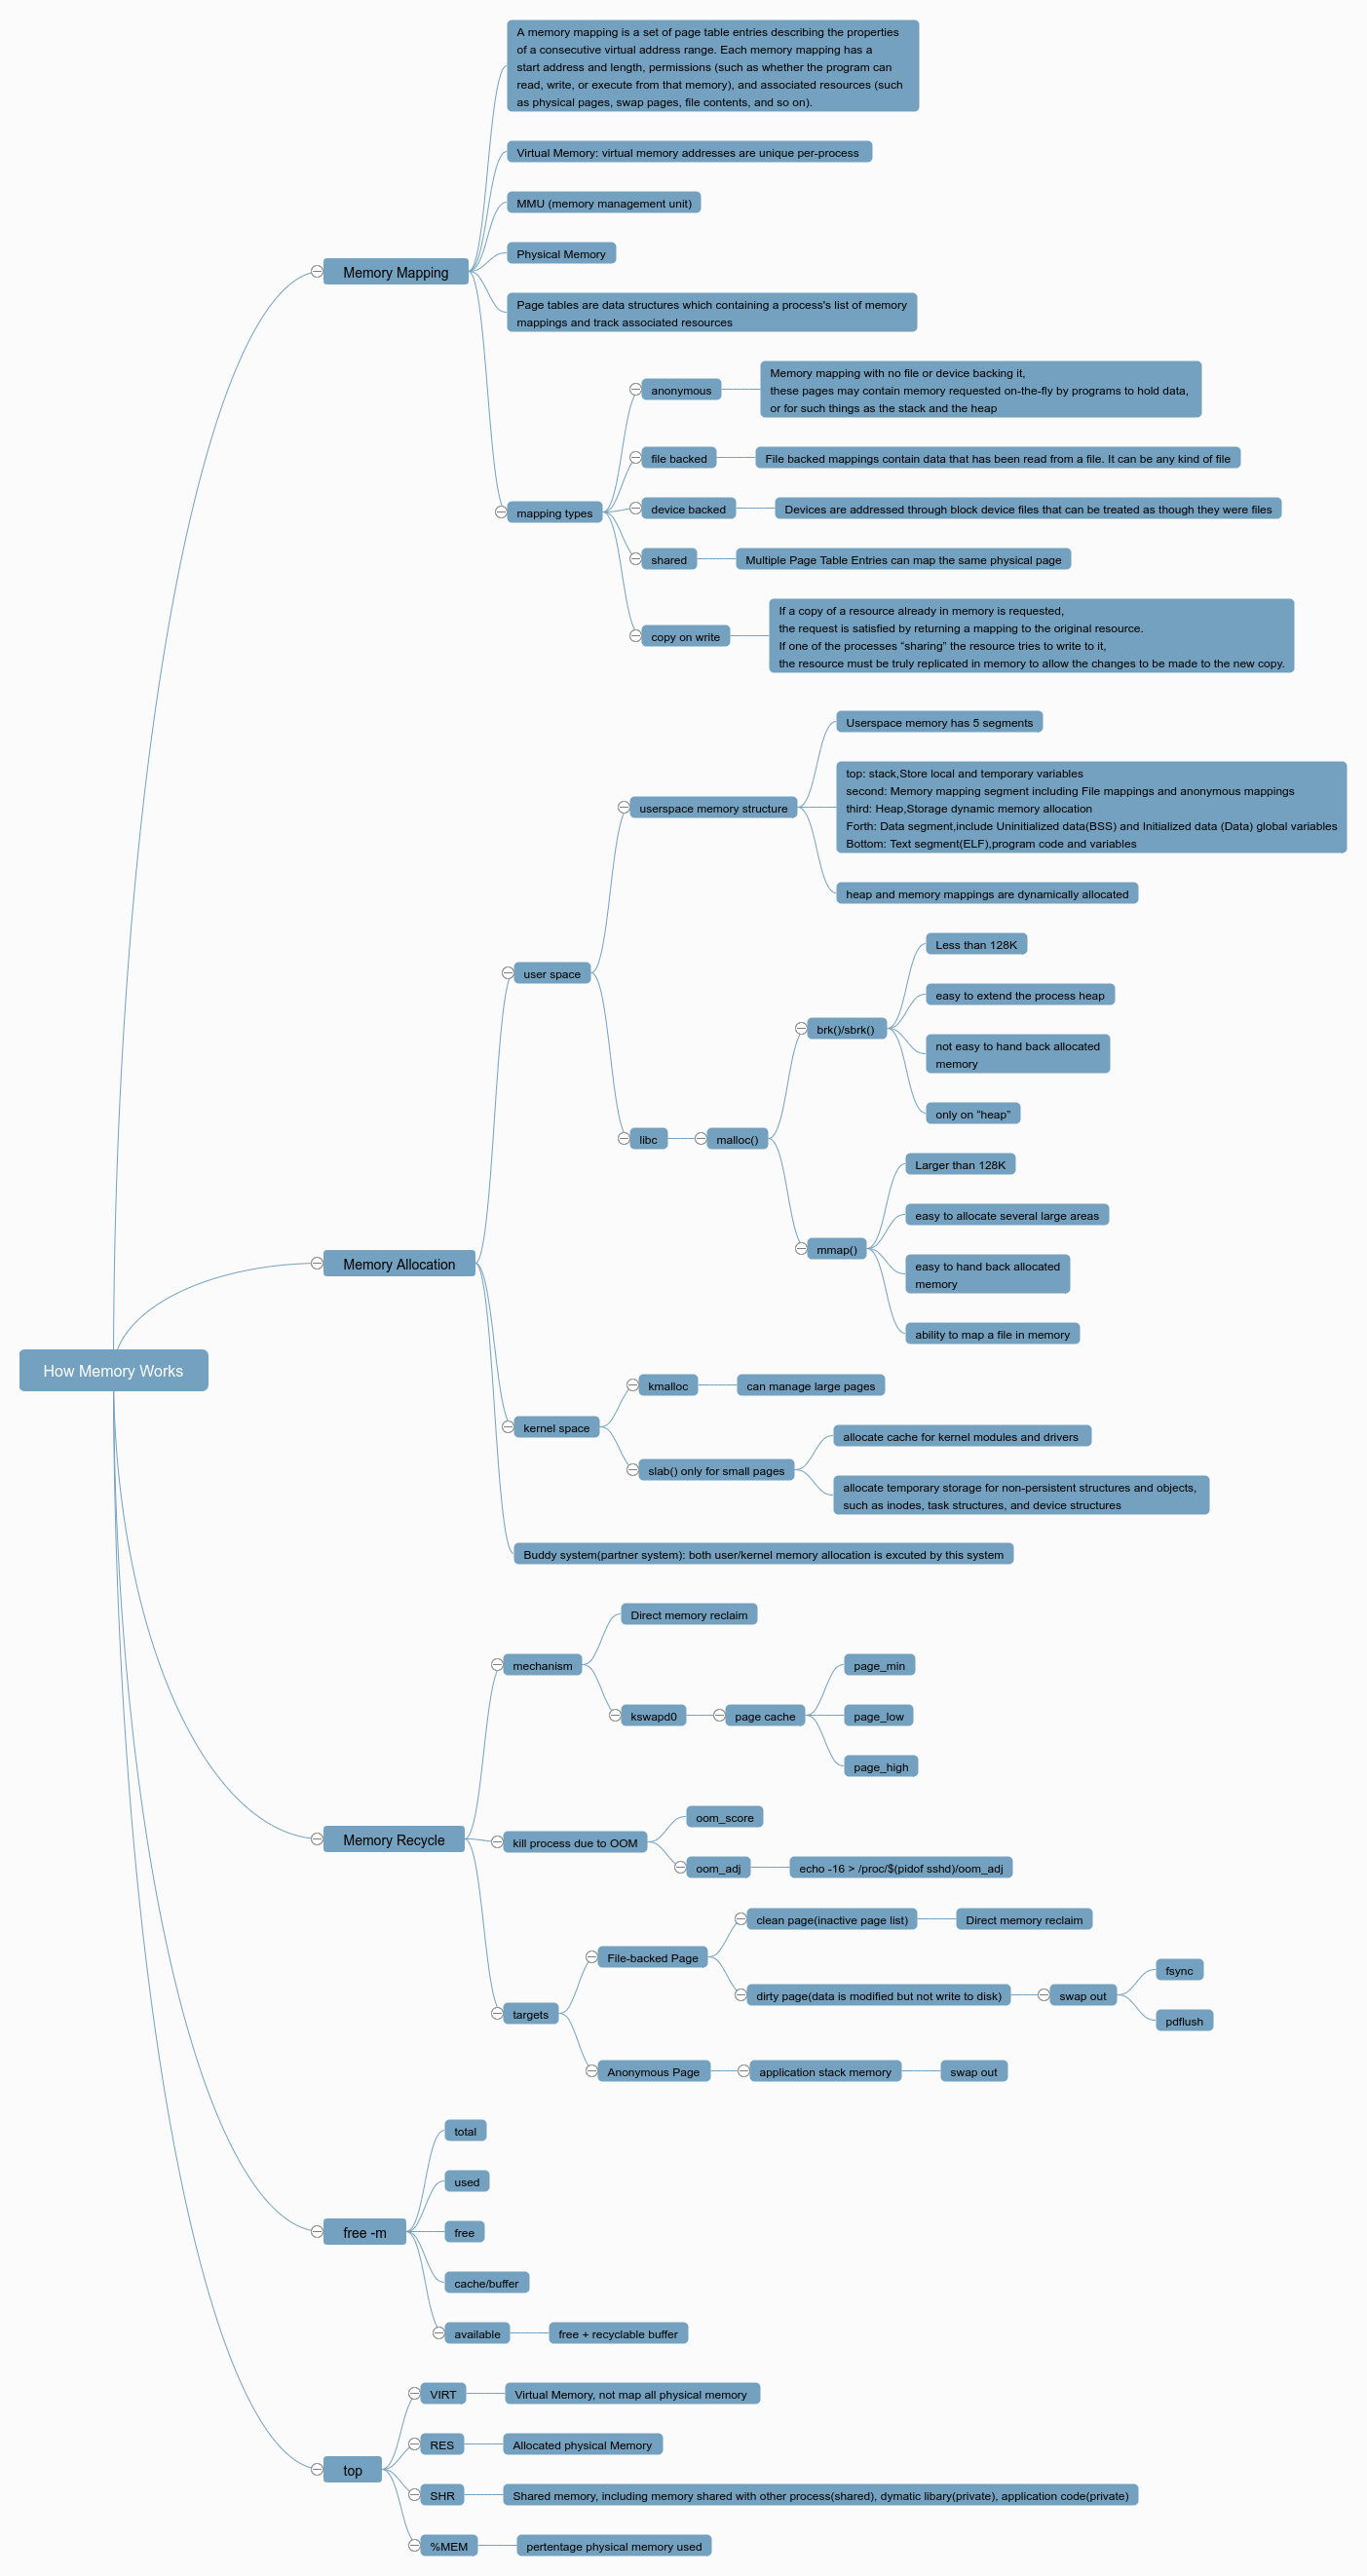 How Memory Works
Memory Mapping
A memory mapping is a set of page table entries describing the properties
of a consecutive virtual address range. Each memory mapping has a
start address and length, permissions (such as whether the program can
read, write, or execute from that memory), and associated resources (such
as physical pages, swap pages, file contents, and so on).
Virtual Memory: virtual memory addresses are unique per-process
MMU (memory management unit)
Physical Memory
Page tables are data structures which containing a process's list of memory
mappings and track associated resources
mapping types
anonymous
Memory mapping with no file or device backing it,
these pages may contain memory requested on-the-fly by programs to hold data,
or for such things as the stack and the heap
file backed
File backed mappings contain data that has been read from a file. It can be any kind of file
device backed
Devices are addressed through block device files that can be treated as though they were files
shared
Multiple Page Table Entries can map the same physical page
copy on write
If a copy of a resource already in memory is requested,
the request is satisfied by returning a mapping to the original resource.
If one of the processes “sharing” the resource tries to write to it,
the resource must be truly replicated in memory to allow the changes to be made to the new copy.
Memory Allocation
user space
userspace memory structure
Userspace memory has 5 segments
top: stack,Store local and temporary variables
second: Memory mapping segment including File mappings and anonymous mappings
third: Heap,Storage dynamic memory allocation
Forth: Data segment,include Uninitialized data(BSS) and Initialized data (Data) global variables
Bottom: Text segment(ELF),program code and variables
heap and memory mappings are dynamically allocated
libc
malloc()
brk()/sbrk()
Less than 128K
easy to extend the process heap
not easy to hand back allocated
memory
only on “heap”
mmap()
Larger than 128K
easy to allocate several large areas
easy to hand back allocated
memory
ability to map a file in memory
kernel space
kmalloc
can manage large pages
slab() only for small pages
allocate cache for kernel modules and drivers
allocate temporary storage for non-persistent structures and objects,
such as inodes, task structures, and device structures
Buddy system(partner system): both user/kernel memory allocation is excuted by this system
Memory Recycle
mechanism
Direct memory reclaim
kswapd0
page cache
page_min
page_low
page_high
kill process due to OOM
oom_score
oom_adj
echo -16 > /proc/$(pidof sshd)/oom_adj
targets
File-backed Page
clean page(inactive page list)
Direct memory reclaim
dirty page(data is modified but not write to disk)
swap out
fsync
pdflush
Anonymous Page
application stack memory
swap out
free -m
total
used
free
cache/buffer
available
free + recyclable buffer
top
VIRT
Virtual Memory, not map all physical memory
RES
Allocated physical Memory
SHR
Shared memory, including memory shared with other process(shared), dymatic libary(private), application code(private)
%MEM
pertentage physical memory used